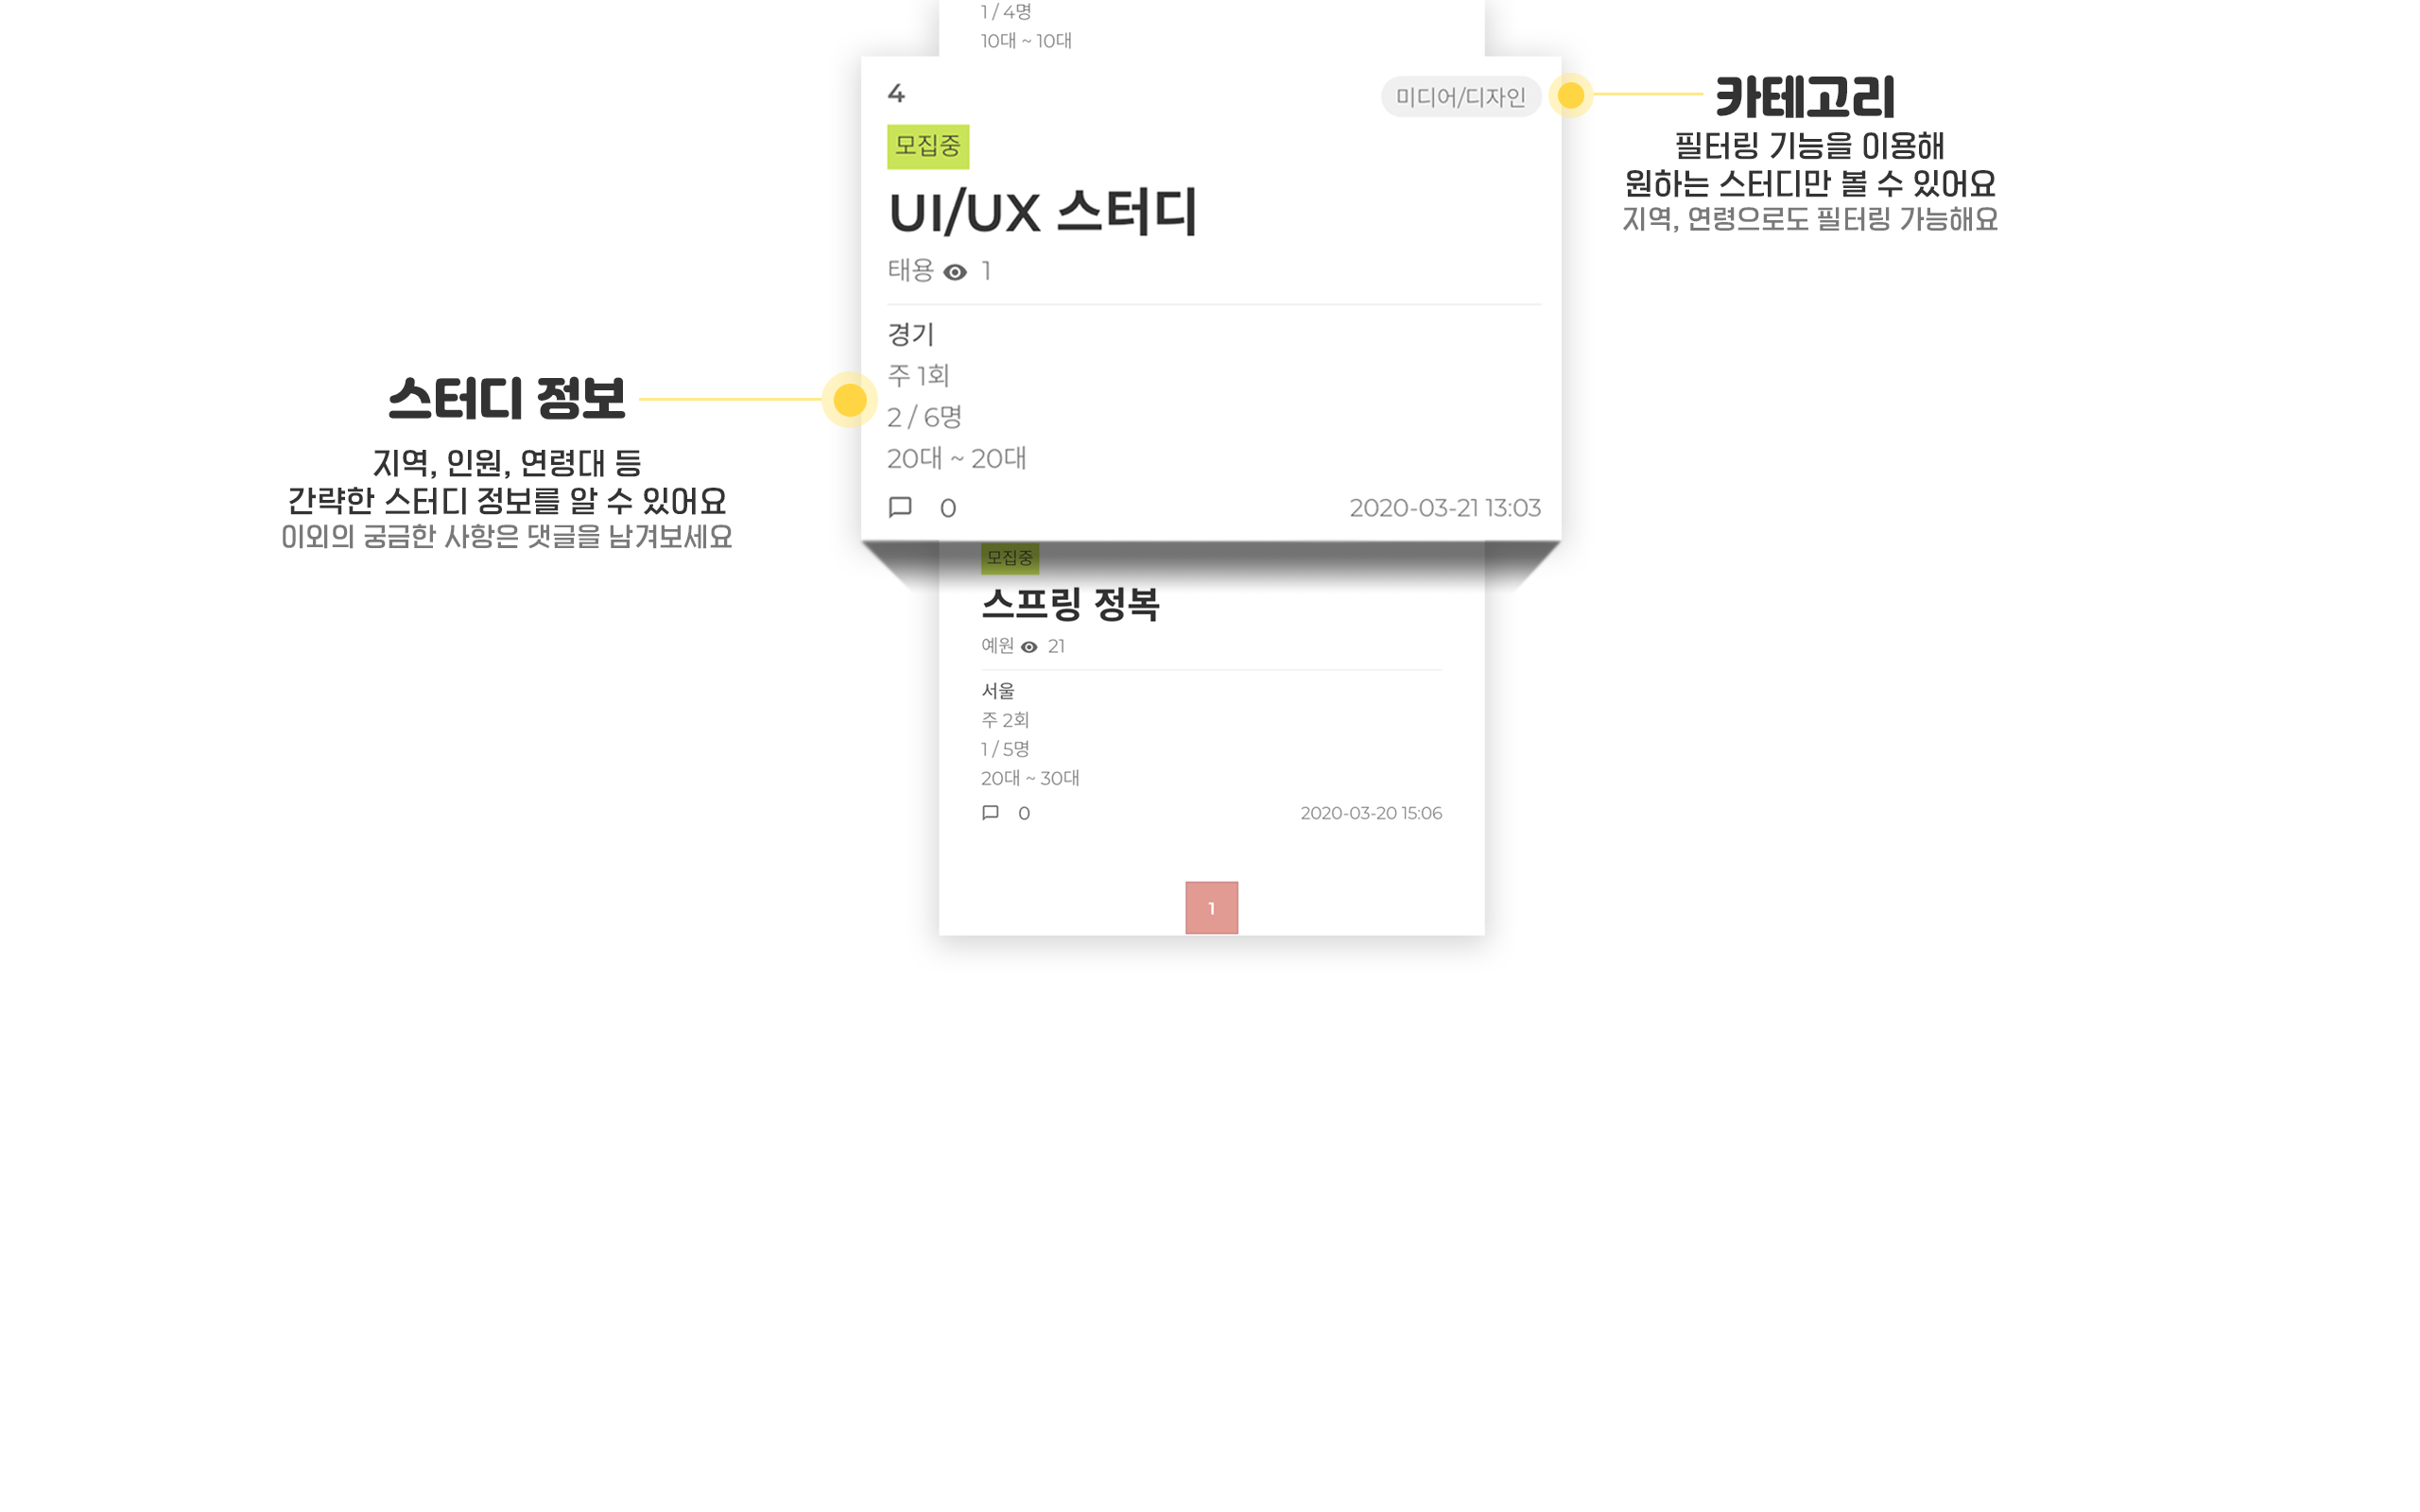 1 / 4명
10대 ~ 10대
4
미디어/디자인
모집중
UI/UX 스터디
태용 1
경기
주 1회
2 / 6명
20대 ~ 20대
0
2020-03-21 13:03
카테고리
필터링 기능을 이용해
원하는 스터디만 볼 수 있어요
지역, 연령으로도 필터링 가능해요
스터디 정보
지역, 인원, 연령대 등
간략한 스터디 정보를 알 수 있어요
이외의 궁금한 사항은 댓글을 남겨보세요
모집중
스프링 정복
예원 21
서울
주 2회
1 / 5명
20대 ~ 30대
0
2020-03-20 15:06
1